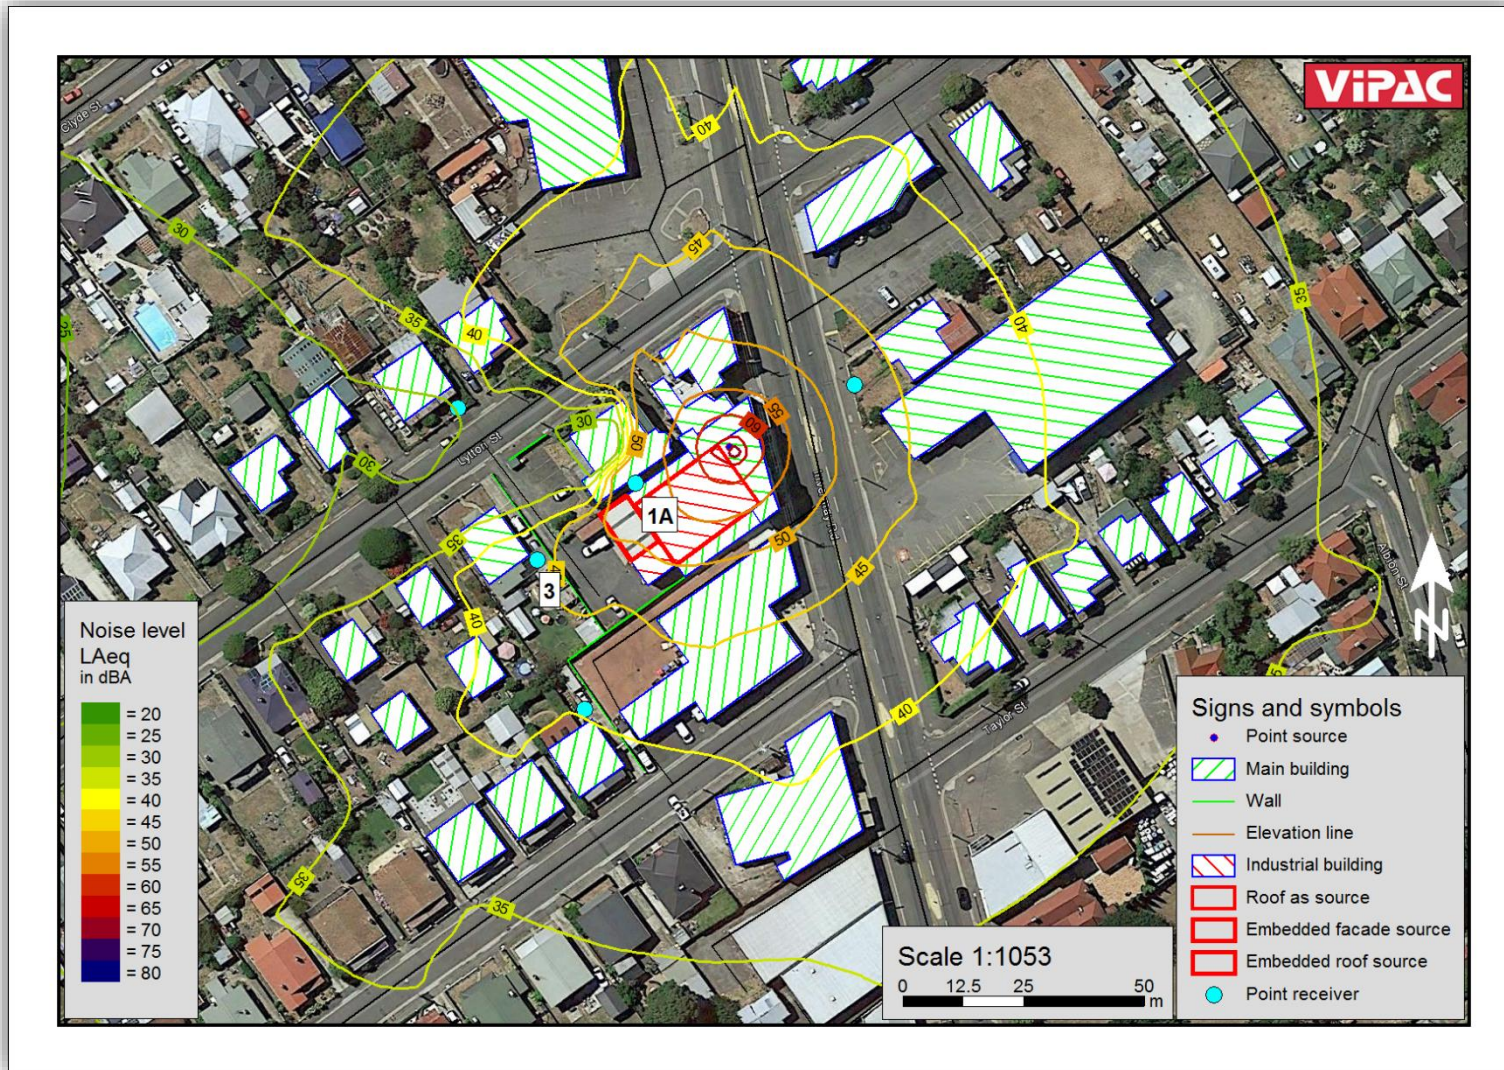 ViPAC
Clyde St
40
30
45
35
40
40
35
25
55
30
60
50
Lyttori St
30
1A
35
50
45
3
40
Albion St
40
Taylor St
35
35
Noise level
LAeq
in dBA
= 20
= 25
= 30
= 35
= 40
= 45
= 50
= 55
= 60
= 65
= 70
= 75
= 80
Signs and symbols
Point source
Main building
Wall
Elevation line
Industrial building
Roof as source
Embedded facade source
Embedded roof source
Point receiver
Scale 1:1053
0 12.5 25 50
m
N